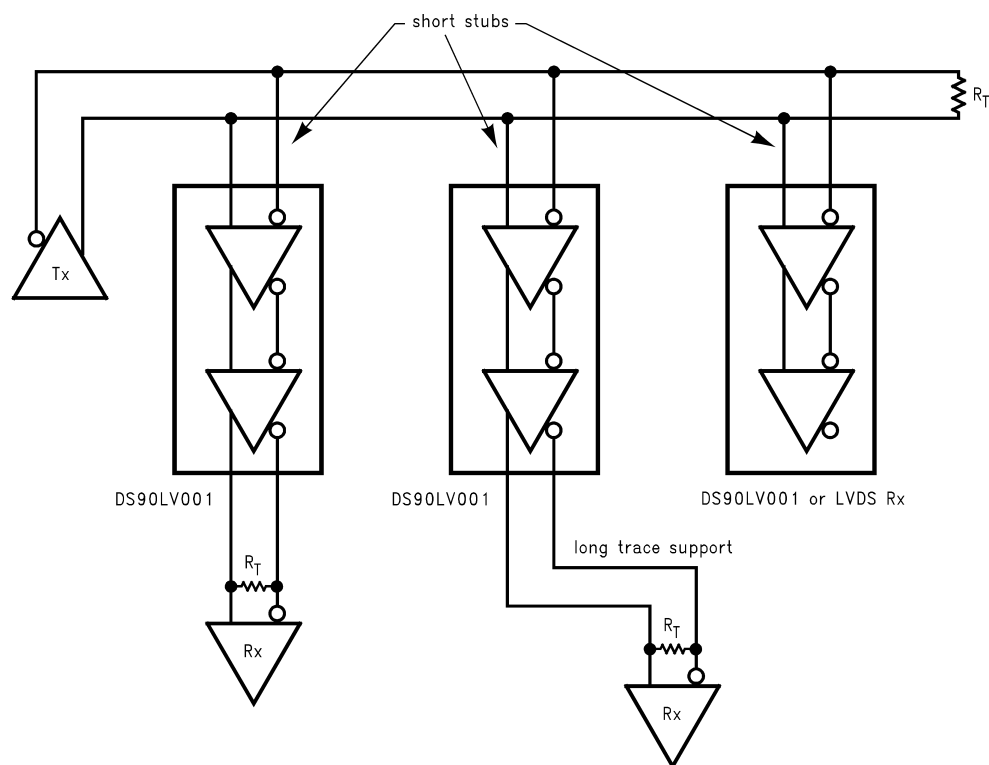 short stubs
R_T
Tx
DS90LV001
DS90LV001
DS90LV001 or LVDS Rx
long trace support
R_T
Rx
R_T
Rx